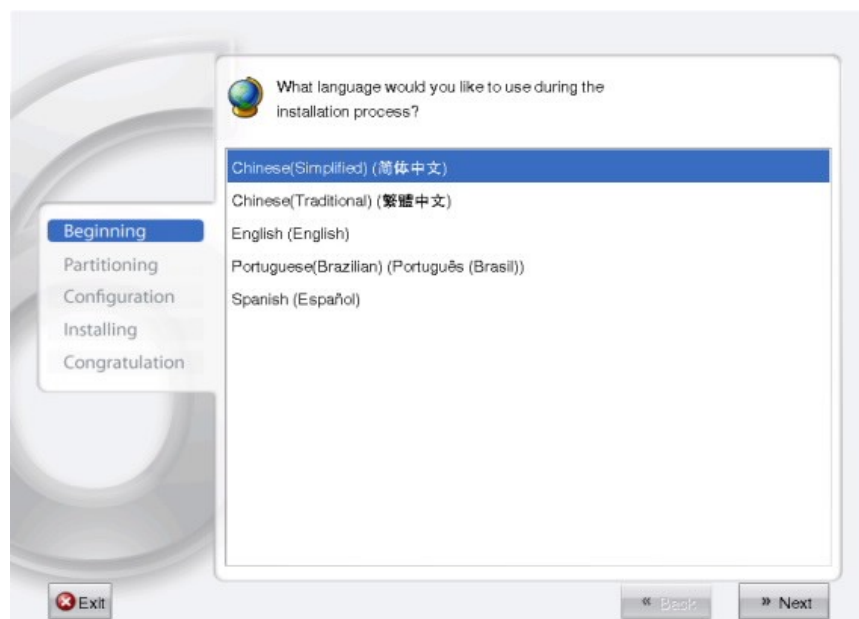 What language would you like to use during the
installation process?
Chinese(Simplified) (简体中文)
Chinese(Traditional) (繁體中文)
English (English)
Portuguese(Brazilian) (Português (Brasil))
Spanish (Español)
Beginning
Partitioning
Configuration
Installing
Congratulation
Exit
« Back
» Next